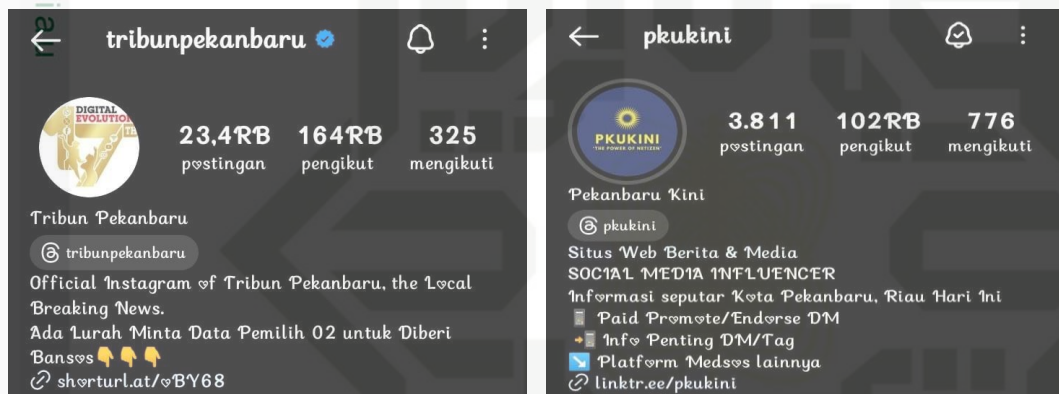 tribunpekanbaru
DIGITAL
EVOLUTION
17
TH
23,4RB 164RB 325
postingan pengikut mengikuti
Tribun Pekanbaru
tribunpekanbaru
Official Instagram of Tribun Pekanbaru, the Local
Breaking News.
Ada Lurah Minta Data Pemilih 02 untuk Diberi
Bansos👇👇👇
shorturl.at/oBY68
pkukini
PKUKINI
"THE POWER OF NETIZEN"
3.811 102RB 776
postingan pengikut mengikuti
Pekanbaru Kini
pkukini
Situs Web Berita & Media
SOCIAL MEDIA INFLUENCER
Informasi seputar Kota Pekanbaru, Riau Hari Ini
Paid Promote/Endorse DM
Info Penting DM/Tag
Platform Medsos lainnya
linktr.ee/pkukini